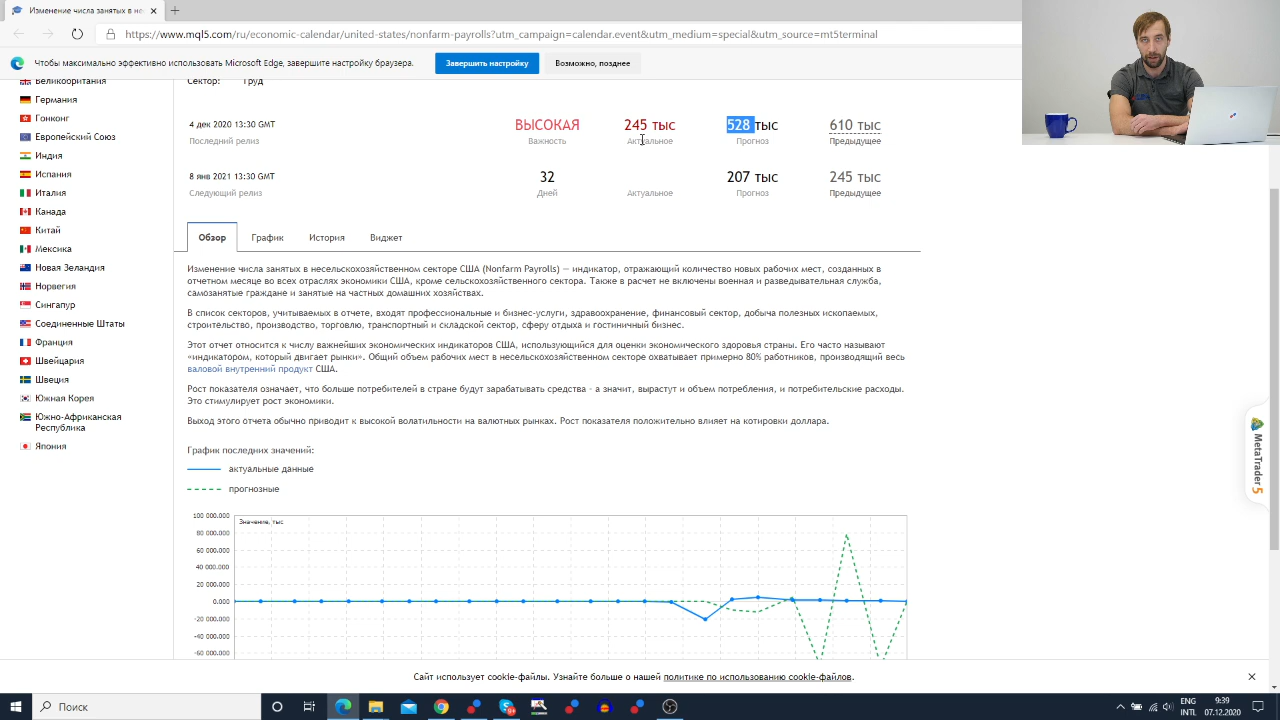 Изменение числа занятых в не
https://www.mql5.com/ru/economic-calendar/united-states/nonfarm-payrolls?utm_campaign=calendar.event&utm_medium=special&utm_source=mt5terminal
Чтобы максимально эффективно использовать Microsoft Edge, завершите настройку браузера.
Завершить настройку
Возможно, позднее
Великобритания
Германия
Гонконг
Европейский Союз
Индия
Испания
Италия
Канада
Китай
Мексика
Новая Зеландия
Норвегия
Сингапур
Соединенные Штаты
Франция
Швейцария
Швеция
Южная Корея
Южно-Африканская
Республика
Япония
Сектор: Труд
4 дек 2020 13:30 GMT ВЫСОКАЯ 245 тыс 528 тыс 610 тыс
Последний релиз Важность Актуальное Прогноз Предыдущее
8 янв 2021 13:30 GMT 32 207 тыс 245 тыс
Следующий релиз Дней Актуальное Прогноз Предыдущее
Обзор График История Виджет
Изменение числа занятых в несельскохозяйственном секторе США (Nonfarm Payrolls) — индикатор, отражающий количество новых рабочих мест, созданных в
отчетном месяце во всех отраслях экономики США, кроме сельскохозяйственного сектора. Также в расчет не включены военная и разведывательная служба,
самозанятые граждане и занятые на частных домашних хозяйствах.
В список секторов, учитываемых в отчете, входят профессиональные и бизнес-услуги, здравоохранение, финансовый сектор, добыча полезных ископаемых,
строительство, производство, торговлю, транспортный и складской сектор, сферу отдыха и гостиничный бизнес.
Этот отчет относится к числу важнейших экономических индикаторов США, использующийся для оценки экономического здоровья страны. Его часто называют
«индикатором, который двигает рынки». Общий объем рабочих мест в несельскохозяйственном секторе охватывает примерно 80% работников, производящий весь
валовой внутренний продукт США.
Рост показателя означает, что больше потребителей в стране будут зарабатывать средства - а значит, вырастут и объем потребления, и потребительские расходы.
Это стимулирует рост экономики.
Выход этого отчета обычно приводит к высокой волатильности на валютных рынках. Рост показателя положительно влияет на котировки доллара.
График последних значений:
актуальные данные
прогнозные
Значение, тыс
100 000.000
80 000.000
60 000.000
40 000.000
20 000.000
0.000
-20 000.000
-40 000.000
-60 000.000
MetaTrader 5
Сайт использует cookie-файлы. Узнайте больше о нашей политике по использованию cookie-файлов.
Поиск
ENG
INTL
9:39
07.12.2020